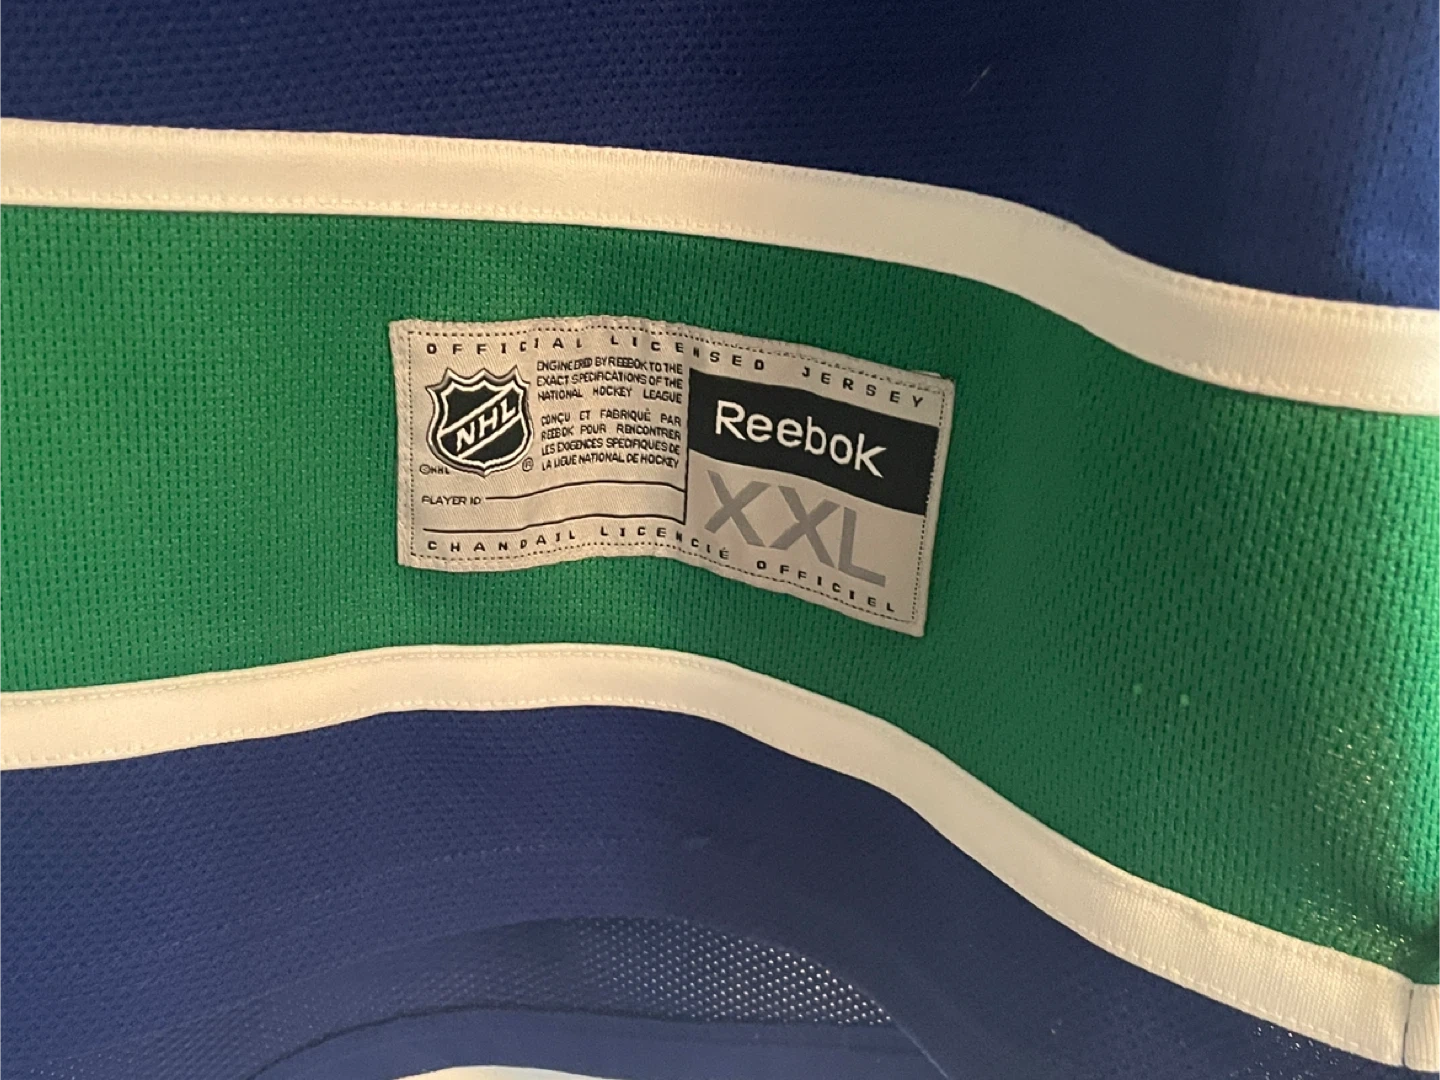 OFFICIAL LICENSED JERSEY
NHL
©NHL
®
ENGINEERED BY REEBOK TO THE
EXACT SPECIFICATIONS OF THE
NATIONAL HOCKEY LEAGUE
CONÇU ET FABRIQUÉ PAR
REEBOK POUR RENCONTRER
LES EXIGENCES SPECIFIQUES DE
LA LIGUE NATIONAL DE HOCKEY
PLAYER ID
Reebok
XXL
CHANDAIL LICENCIÉ OFFICIEL